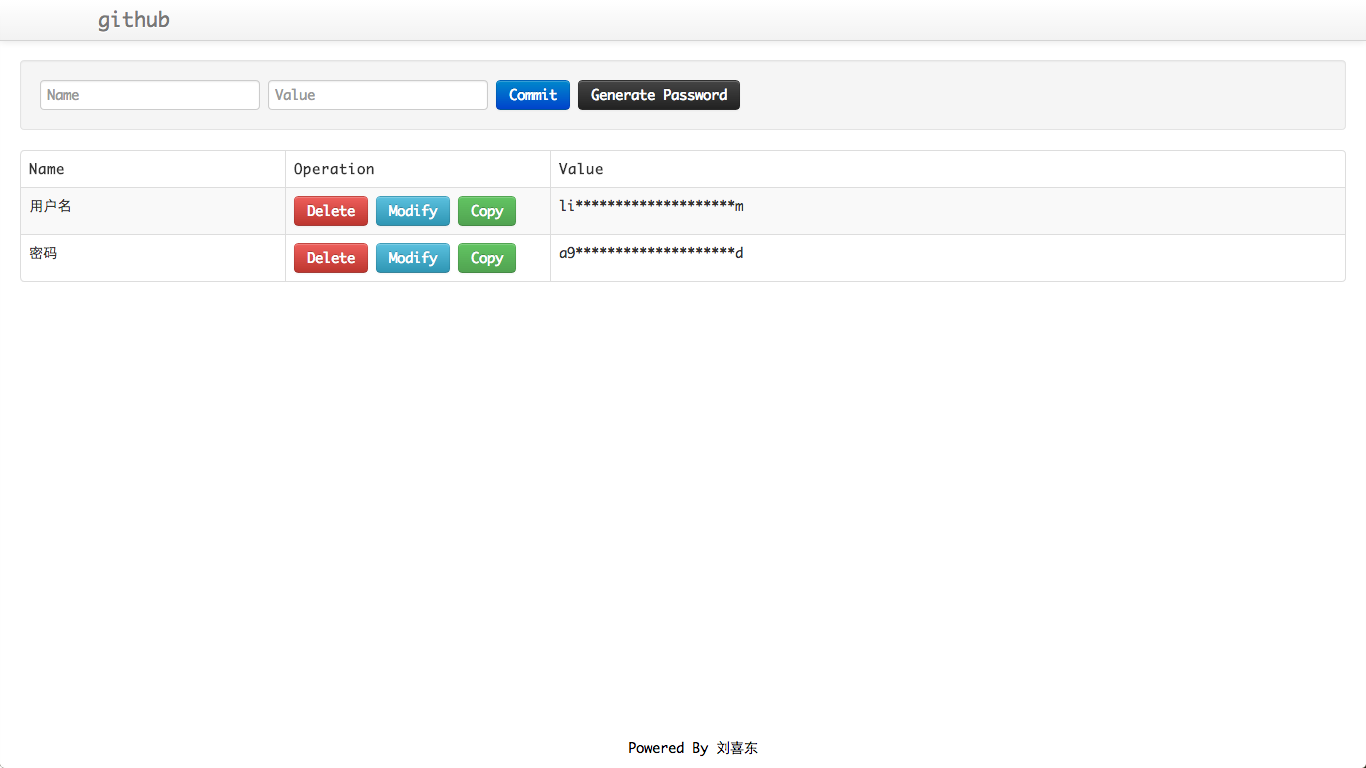 github
Name Value Commit Generate Password
Name Operation Value
用户名 Delete Modify Copy li********************m
密码 Delete Modify Copy a9********************d
Powered By 刘喜东